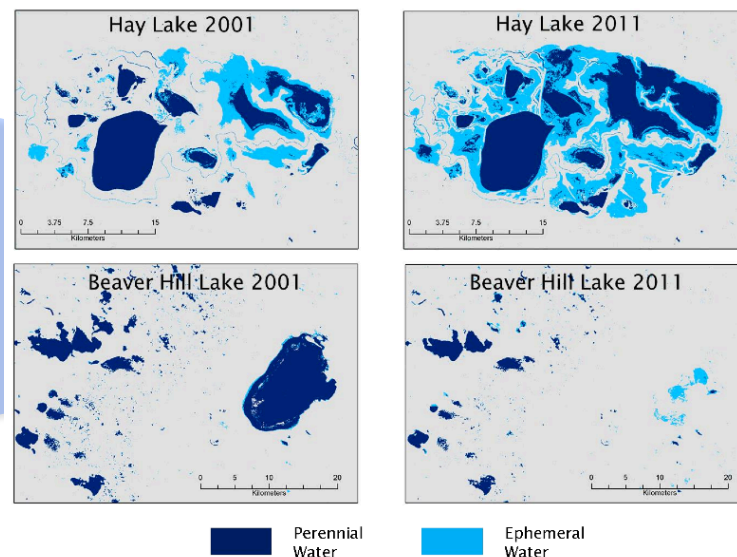 Hay Lake 2001
0 3.75 7.5 15
Kilometers
Hay Lake 2011
0 3.75 7.5 15
Kilometers
Beaver Hill Lake 2001
0 5 10 20
Kilometers
Beaver Hill Lake 2011
0 5 10 20
Kilometers
Perennial
Water
Ephemeral
Water